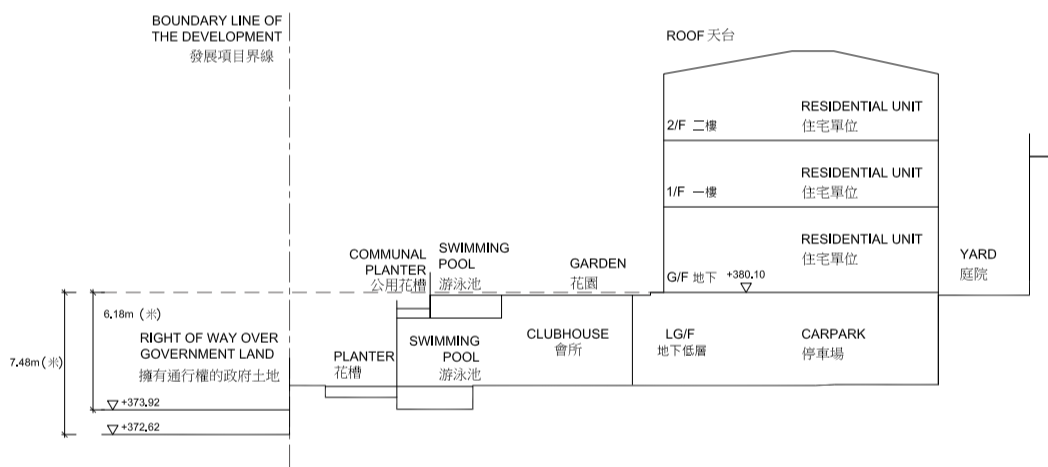 BOUNDARY LINE OF
THE DEVELOPMENT
發展項目界線
ROOF 天台
RESIDENTIAL UNIT
2/F 二樓
住宅單位
RESIDENTIAL UNIT
1/F 一樓
住宅單位
RESIDENTIAL UNIT
住宅單位
G/F 地下
+380.10
COMMUNAL
PLANTER
公用花槽
SWIMMING
POOL
游泳池
GARDEN
花園
YARD
庭院
6.18m (米)
7.48m (米)
RIGHT OF WAY OVER
GOVERNMENT LAND
擁有通行權的政府土地
PLANTER
花槽
SWIMMING
POOL
游泳池
CLUBHOUSE
會所
LG/F
地下低層
CARPARK
停車場
+373.92
+372.62